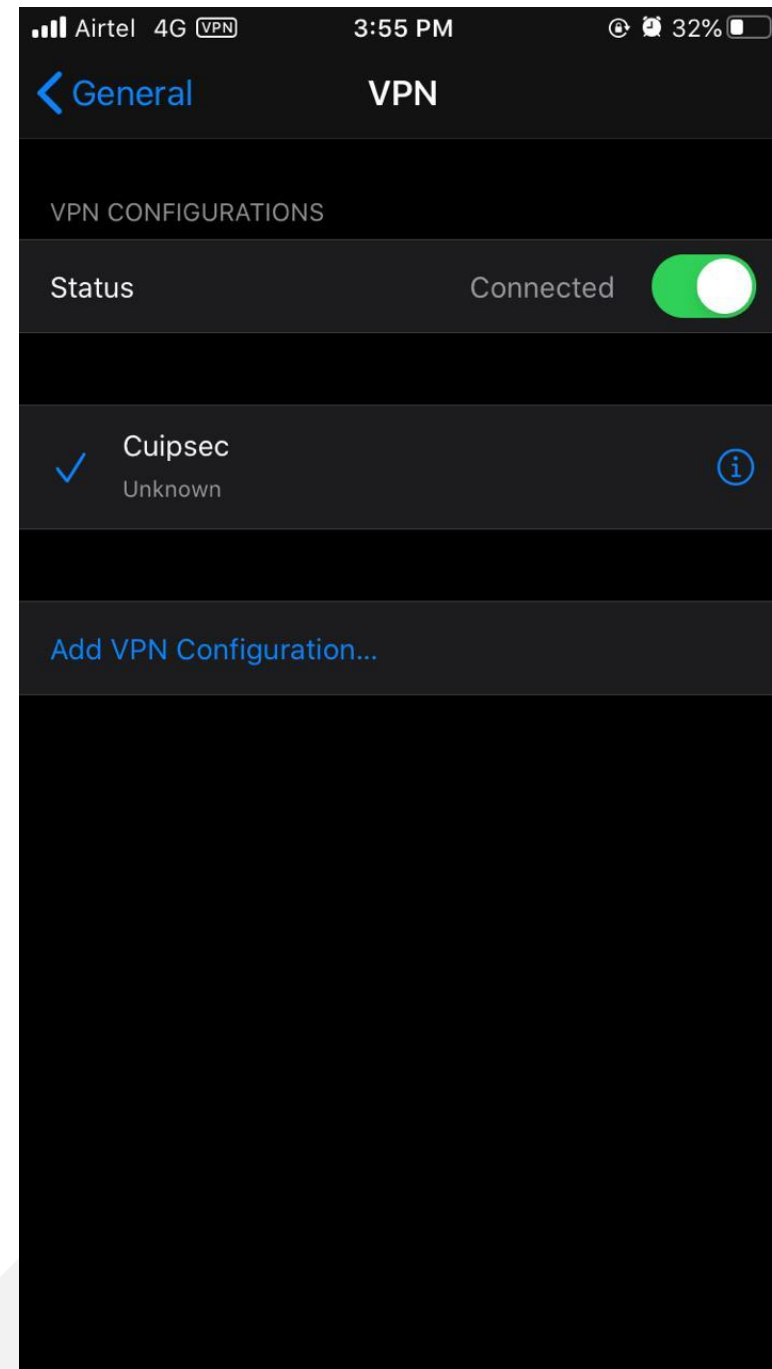 Airtel 4G VPN 3:55 PM 32%
General VPN
VPN CONFIGURATIONS
Status Connected
Cuipsec
Unknown
Add VPN Configuration...